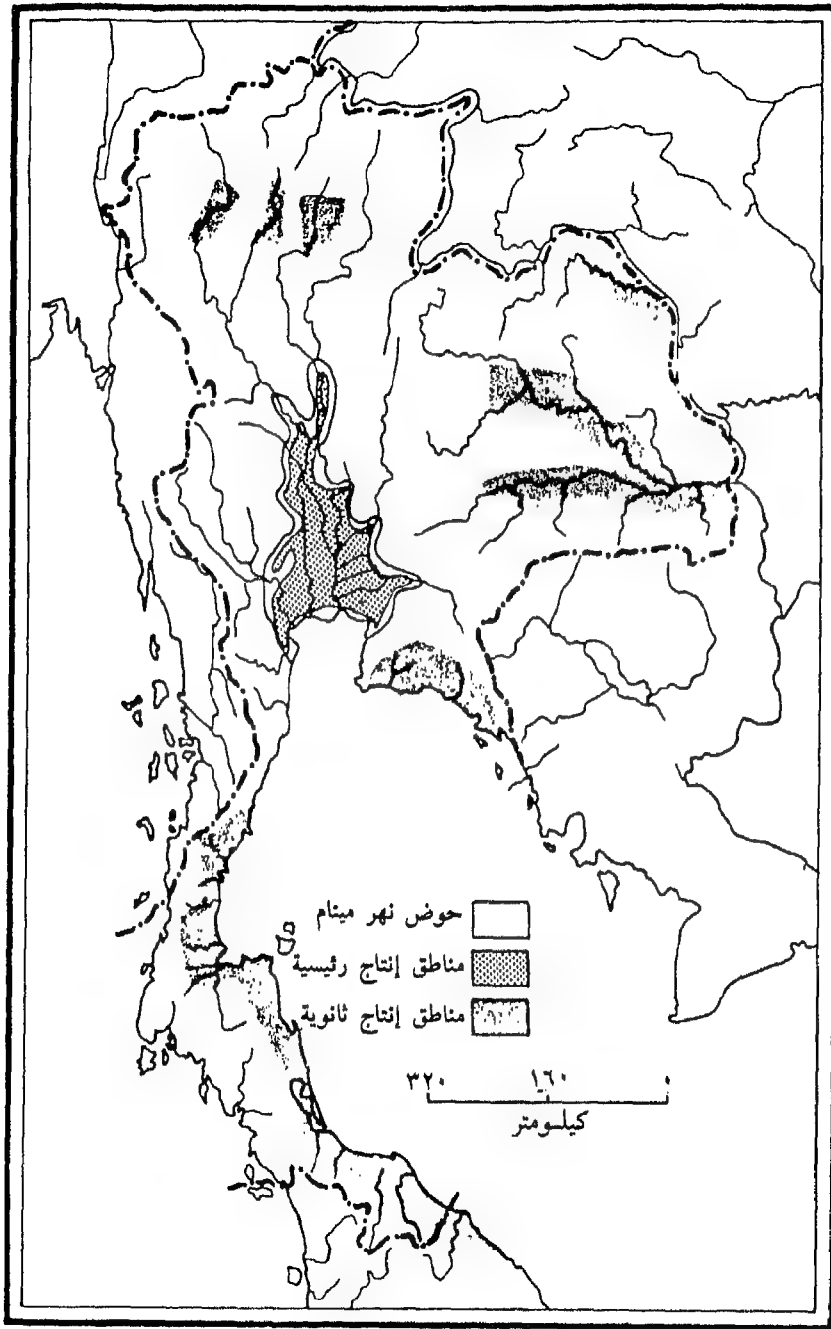 حوض نهر مينام
مناطق إنتاج رئيسية
مناطق إنتاج ثانوية
٣٢٠ ١٦٠ ٠
كيلومتر